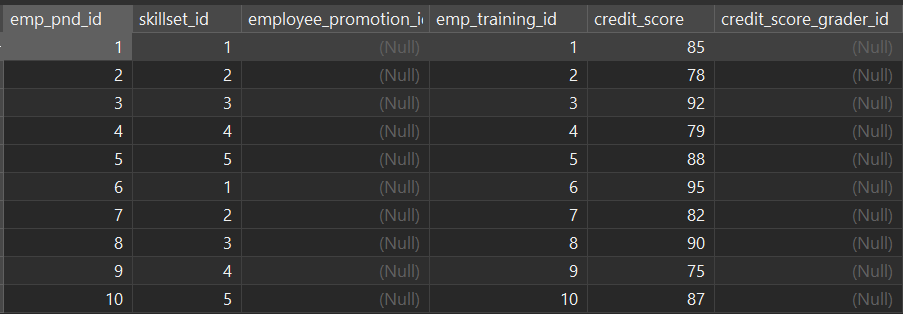 emp_pnd_id skillset_id employee_promotion_id emp_training_id credit_score credit_score_grader_id
1 1 (Null) 1 85 (Null)
2 2 (Null) 2 78 (Null)
3 3 (Null) 3 92 (Null)
4 4 (Null) 4 79 (Null)
5 5 (Null) 5 88 (Null)
6 1 (Null) 6 95 (Null)
7 2 (Null) 7 82 (Null)
8 3 (Null) 8 90 (Null)
9 4 (Null) 9 75 (Null)
10 5 (Null) 10 87 (Null)